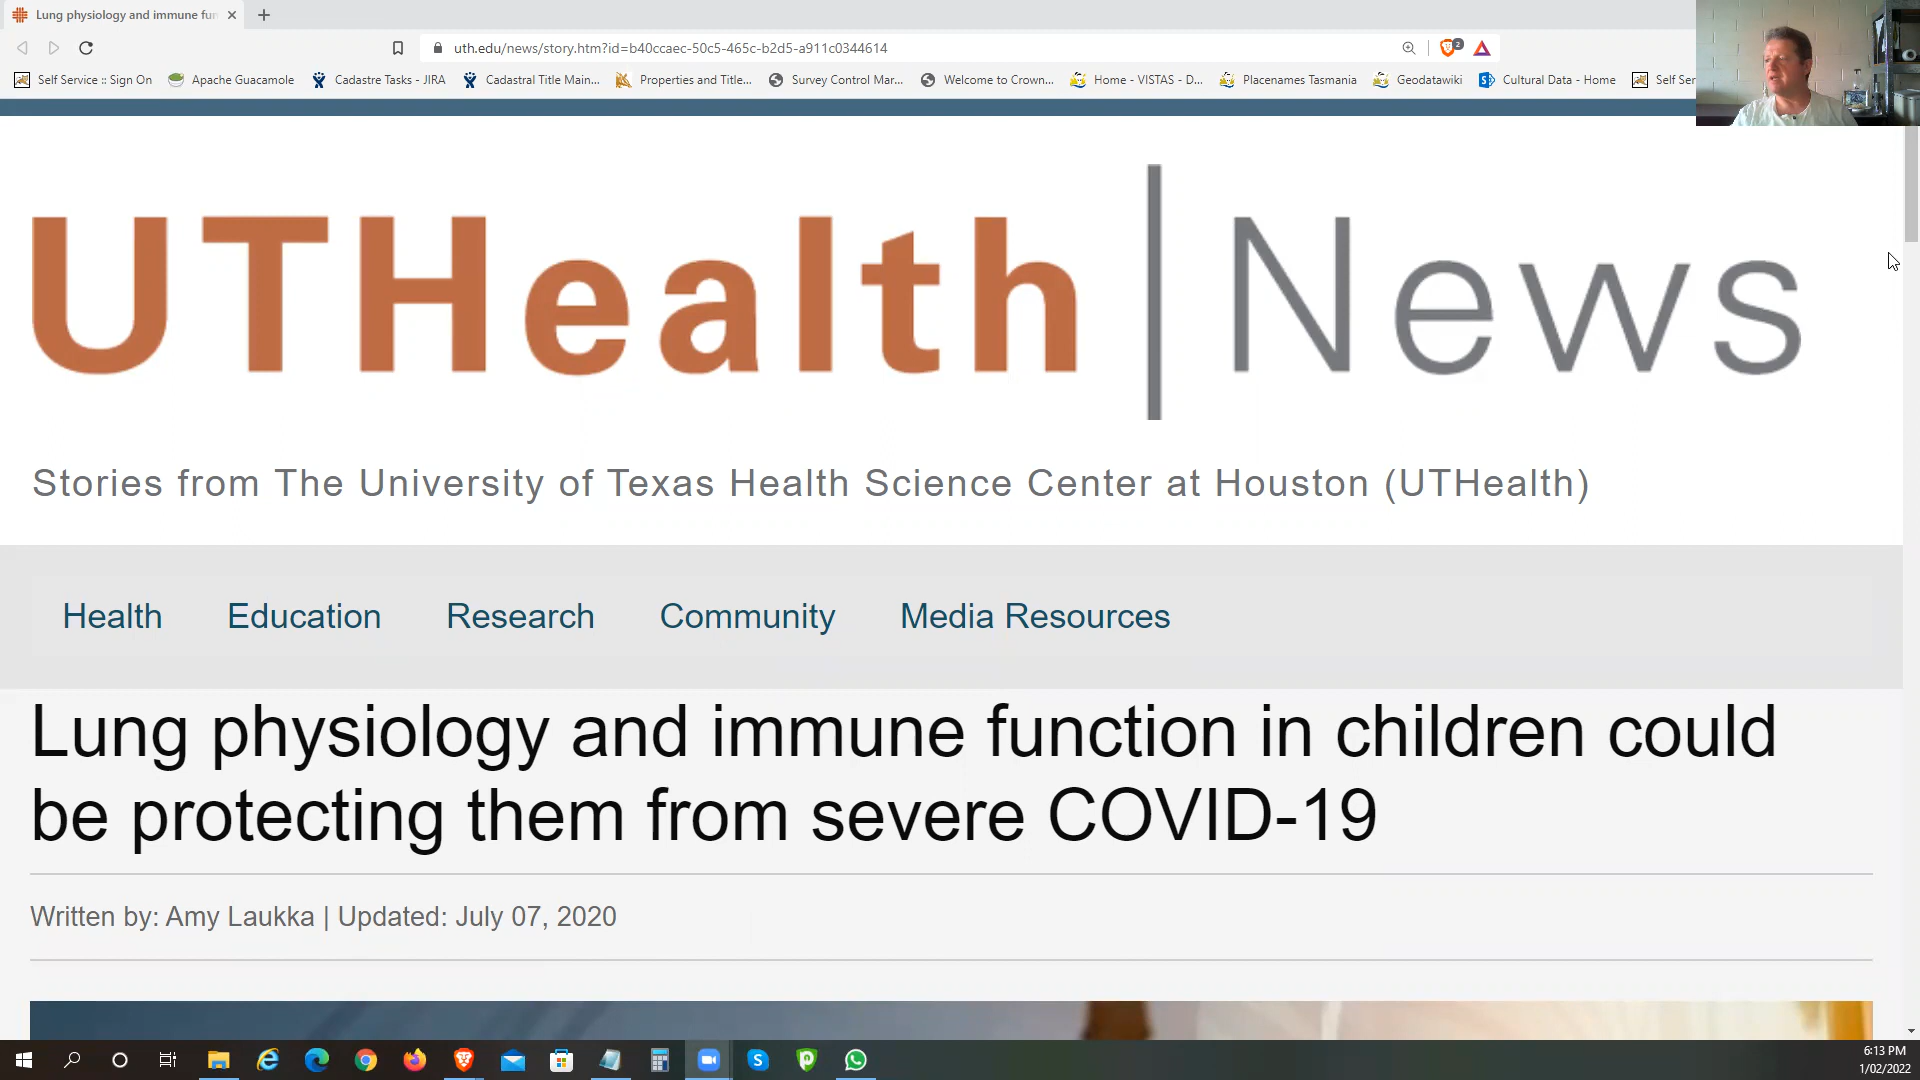 Lung physiology and immune fun
uth.edu/news/story.htm?id=b40ccaec-50c5-465c-b2d5-a911c0344614
2
Self Service :: Sign On Apache Guacamole Cadastre Tasks - JIRA Cadastral Title Main... Properties and Title... Survey Control Mar... Welcome to Crown... Home - VISTAS - D... Placenames Tasmania Geodatawiki Cultural Data - Home Self Ser
UTHealth | News
Stories from The University of Texas Health Science Center at Houston (UTHealth)
Health Education Research Community Media Resources
Lung physiology and immune function in children could
be protecting them from severe COVID-19
Written by: Amy Laukka | Updated: July 07, 2020
6:13 PM
1/02/2022